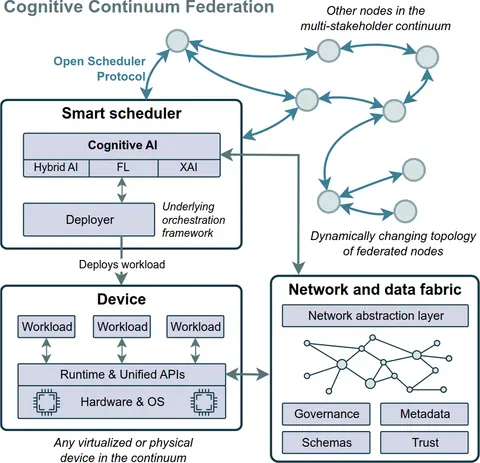 Cognitive Continuum Federation
Other nodes in the
multi-stakeholder continuum
Open Scheduler
Protocol
Smart scheduler
Cognitive AI
Hybrid AI FL XAI
Deployer
Underlying
orchestration
framework
Dynamically changing topology
of federated nodes
Deploys workload
Device
Workload Workload Workload
Runtime & Unified APIs
Hardware & OS
Any virtualized or physical
device in the continuum
Network and data fabric
Network abstraction layer
Governance Metadata
Schemas Trust